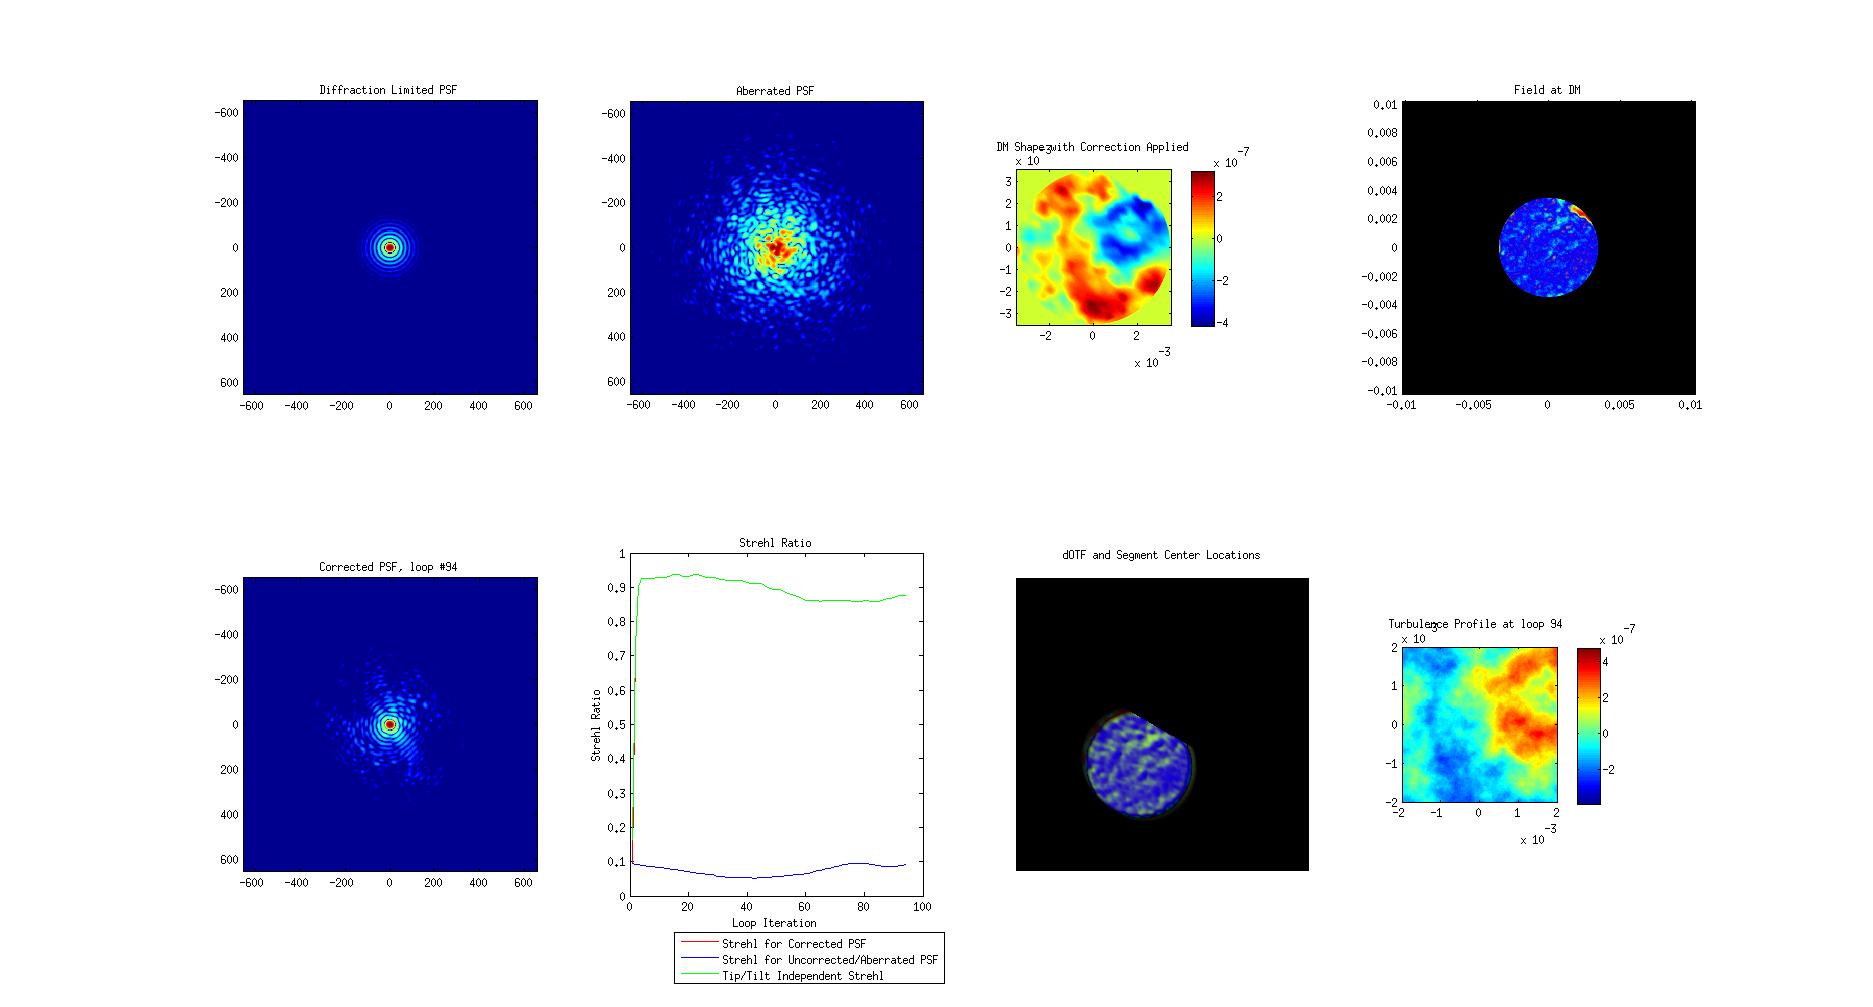 Diffraction Limited PSF
-600
-400
-200
0
200
400
600
-600 -400 -200 0 200 400 600
Aberrated PSF
-600
-400
-200
0
200
400
600
-600 -400 -200 0 200 400 600
DM Shape with Correction Applied
x 10 -3
x 10 -7
3
2
1
0
-1
-2
-3
-2 0 2
x 10 -3
2
0
-2
-4
Field at DM
0.01
0.008
0.006
0.004
0.002
0
-0.002
-0.004
-0.006
-0.008
-0.01
-0.01 -0.005 0 0.005 0.01
Corrected PSF, loop #94
-600
-400
-200
0
200
400
600
-600 -400 -200 0 200 400 600
Strehl Ratio
1
0.9
0.8
0.7
0.6
0.5
0.4
0.3
0.2
0.1
0
Strehl Ratio
0 20 40 60 80 100
Loop Iteration
Strehl for Corrected PSF
Strehl for Uncorrected/Aberrated PSF
Tip/Tilt Independent Strehl
dOTF and Segment Center Locations
Turbulence Profile at loop 94
x 10 -3
x 10 -7
2
1
0
-1
-2
-2 -1 0 1 2
x 10 -3
4
2
0
-2